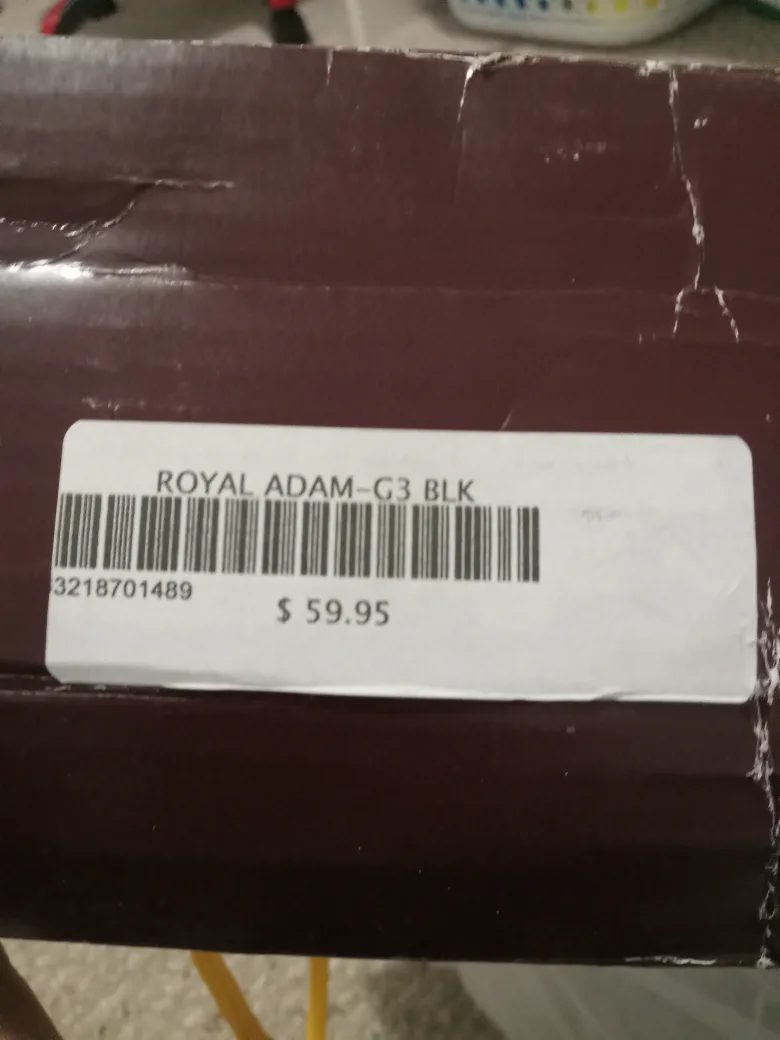 ROYAL ADAM-G3 BLK
3218701489
$ 59.95